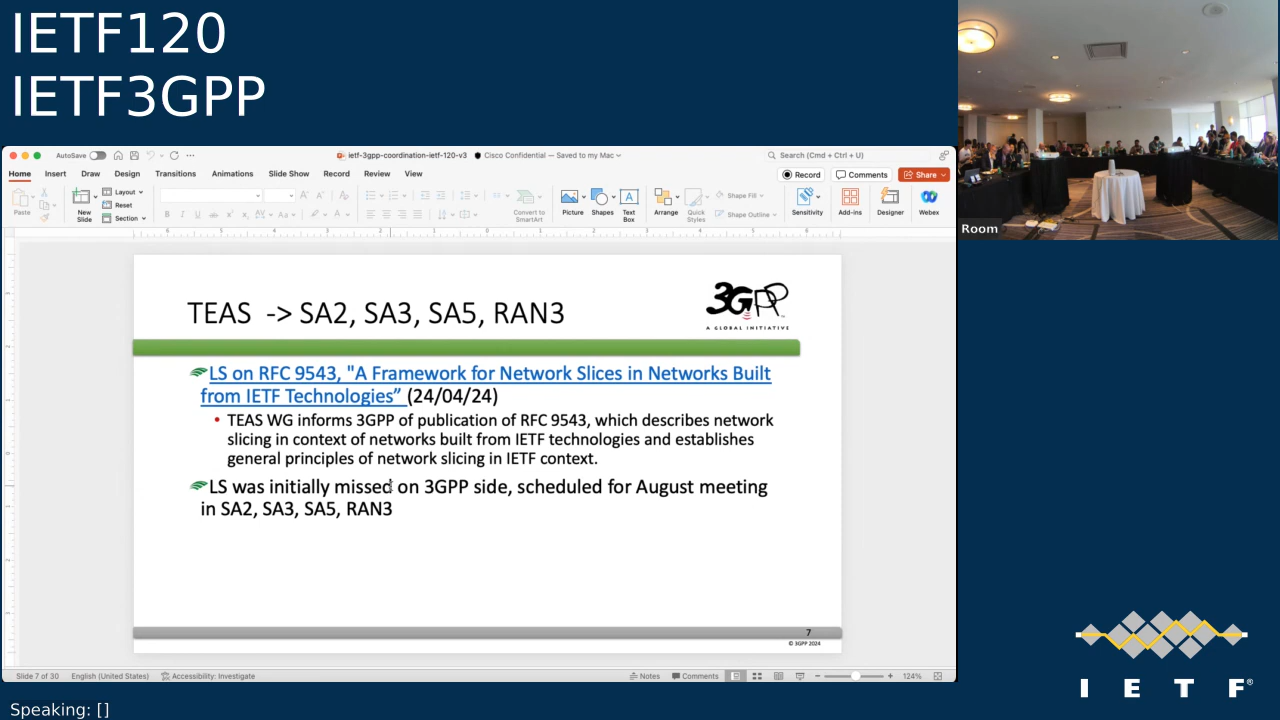 IETF120
IETF3GPP
AutoSave
ietf-3gpp-coordination-ietf-120-v3
Cisco Confidential — Saved to my Mac
Search (Cmd + Ctrl + U)
Home Insert Draw Design Transitions Animations Slide Show Record Review View
Record Comments Share
Paste
New Slide
Layout
Reset
Section
Convert to SmartArt
Picture
Shapes
Text Box
Arrange
Quick Styles
Shape Fill
Shape Outline
Sensitivity
Add-ins
Designer
Webex
Room
TEAS -> SA2, SA3, SA5, RAN3
3GPP
A GLOBAL INITIATIVE
LS on RFC 9543, "A Framework for Network Slices in Networks Built
from IETF Technologies” (24/04/24)
• TEAS WG informs 3GPP of publication of RFC 9543, which describes network
slicing in context of networks built from IETF technologies and establishes
general principles of network slicing in IETF context.
LS was initially missed on 3GPP side, scheduled for August meeting
in SA2, SA3, SA5, RAN3
7
© 3GPP 2024
Slide 7 of 30 English (United States) Accessibility: Investigate
Notes Comments 124%
I E T F®
Speaking: []